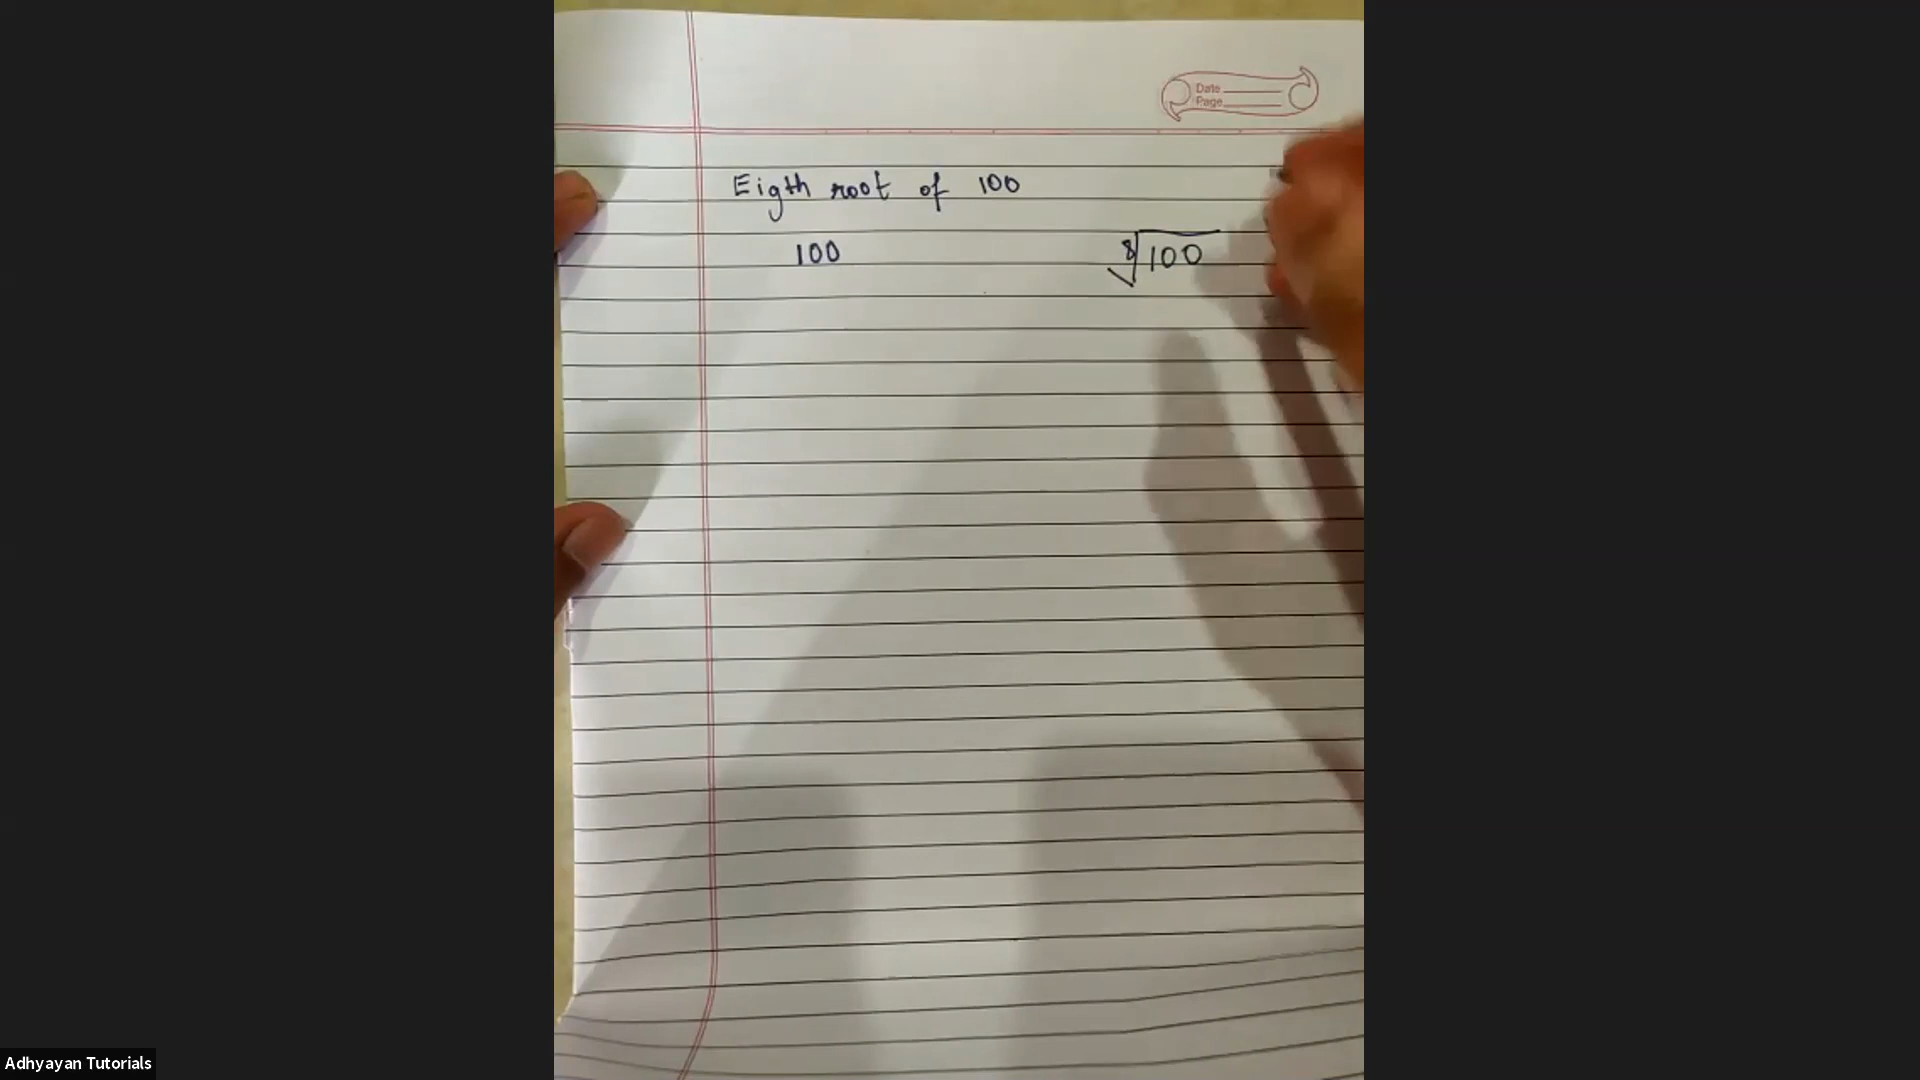 Date
Page
Eigth root of 100
100 ⁸√100
Adhyayan Tutorials